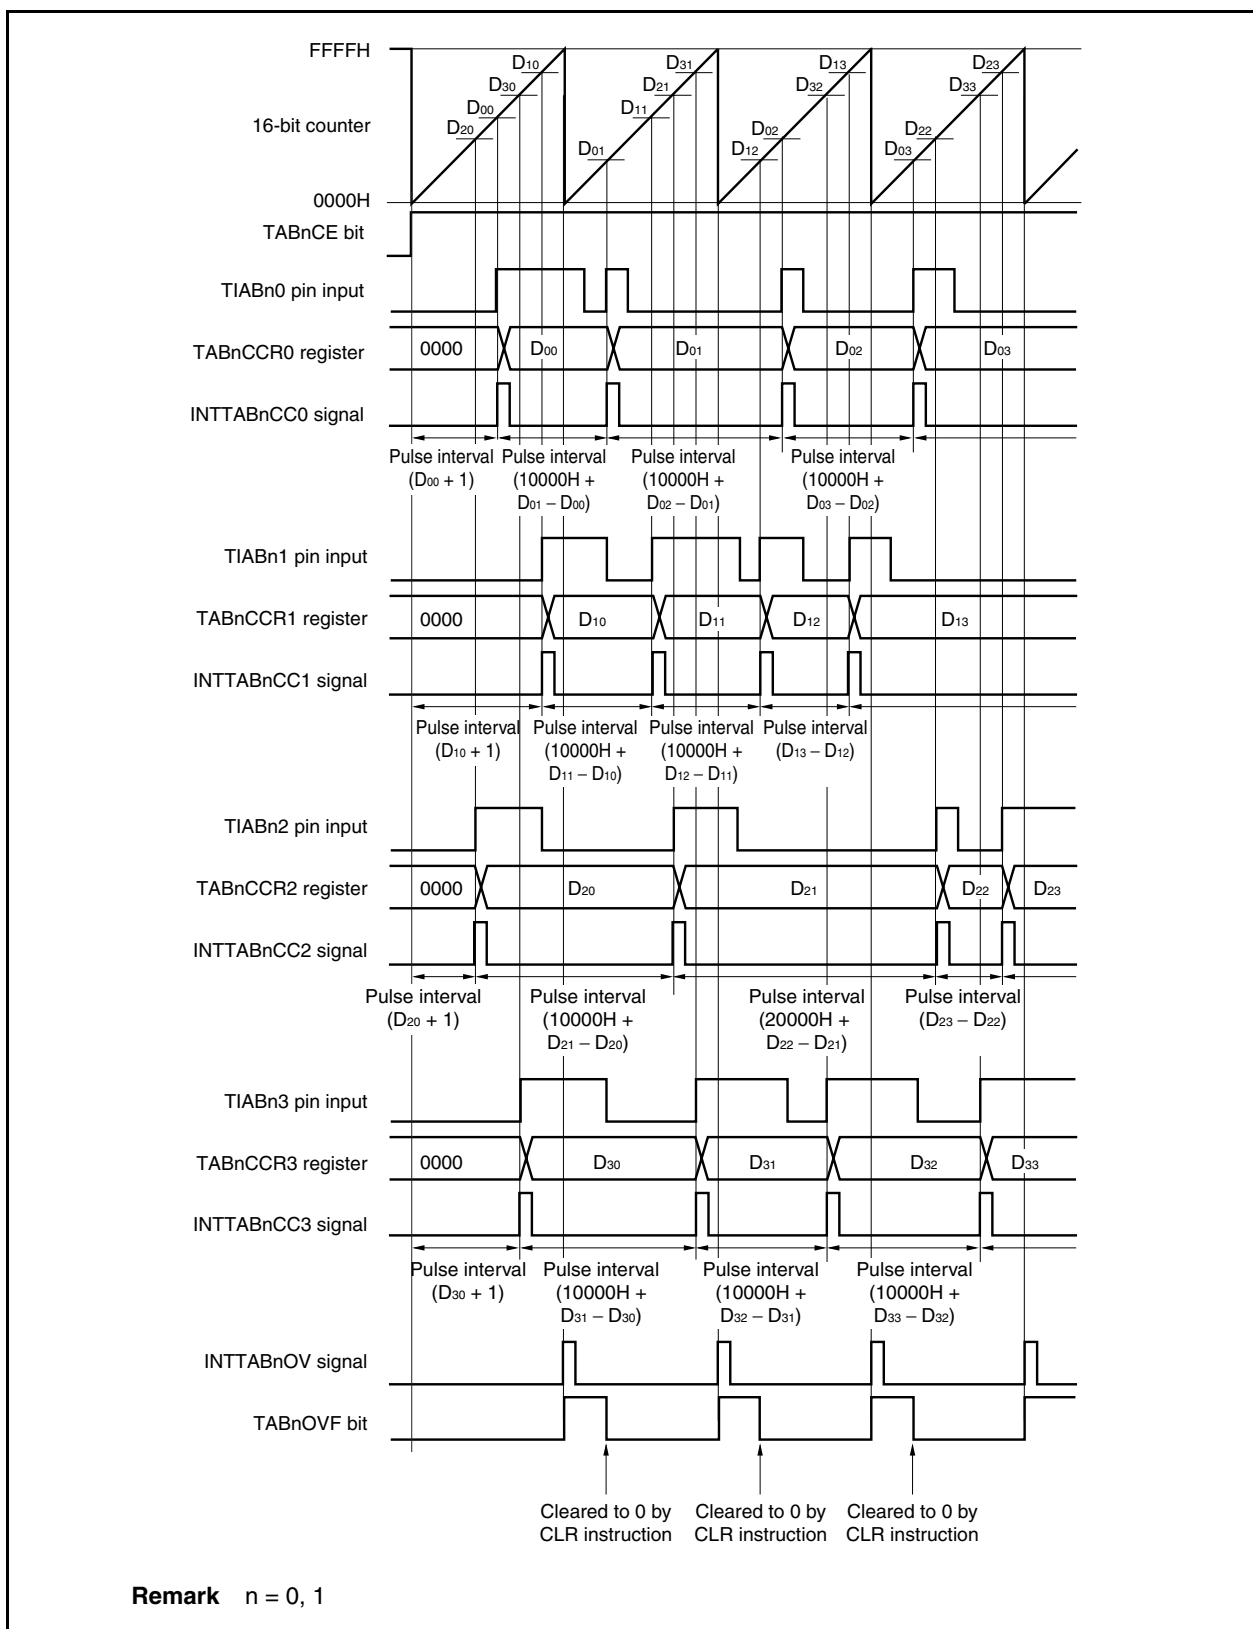 FFFFH
D10
D31
D13
D23
D30
D21
D32
D33
D00
D11
16-bit counter
D20
D02
D22
D01
D12
D03
0000H
TABnCE bit
TIABn0 pin input
TABnCCR0 register
0000
D00
D01
D02
D03
INTTABnCC0 signal
Pulse interval
(D00 + 1)
Pulse interval
(10000H +
D01 – D00)
Pulse interval
(10000H +
D02 – D01)
Pulse interval
(10000H +
D03 – D02)
TIABn1 pin input
TABnCCR1 register
0000
D10
D11
D12
D13
INTTABnCC1 signal
Pulse interval
(D10 + 1)
Pulse interval
(10000H +
D11 – D10)
Pulse interval
(10000H +
D12 – D11)
Pulse interval
(D13 – D12)
TIABn2 pin input
TABnCCR2 register
0000
D20
D21
D22
D23
INTTABnCC2 signal
Pulse interval
(D20 + 1)
Pulse interval
(10000H +
D21 – D20)
Pulse interval
(20000H +
D22 – D21)
Pulse interval
(D23 – D22)
TIABn3 pin input
TABnCCR3 register
0000
D30
D31
D32
D33
INTTABnCC3 signal
Pulse interval
(D30 + 1)
Pulse interval
(10000H +
D31 – D30)
Pulse interval
(10000H +
D32 – D31)
Pulse interval
(10000H +
D33 – D32)
INTTABnOV signal
TABnOVF bit
Cleared to 0 by
CLR instruction
Cleared to 0 by
CLR instruction
Cleared to 0 by
CLR instruction
Remark n = 0, 1